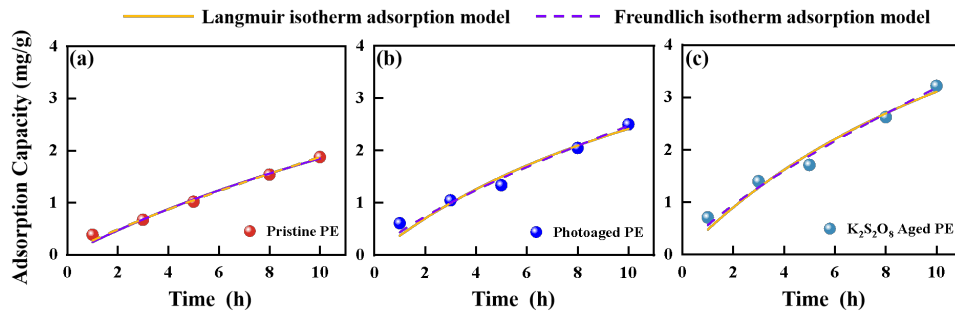 Langmuir isotherm adsorption model
Freundlich isotherm adsorption model
Adsorption Capacity (mg/g)
(a)
4
3
2
1
0
0 2 4 6 8 10
Pristine PE
Time (h)
(b)
4
3
2
1
0
0 2 4 6 8 10
Photoaged PE
Time (h)
(c)
4
3
2
1
0
0 2 4 6 8 10
K₂S₂O₈ Aged PE
Time (h)